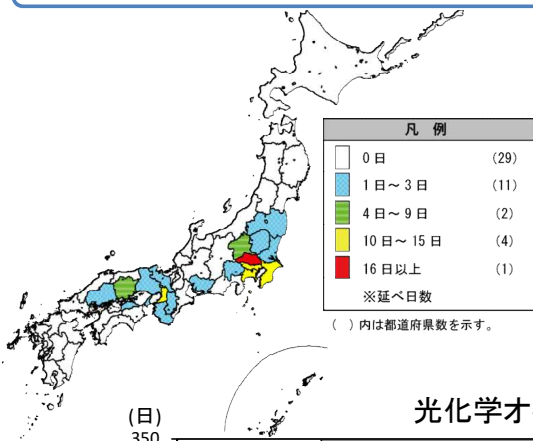 凡 例
0日 (29)
1日～3日 (11)
4日～9日 (2)
10日～15日 (4)
16日以上 (1)
※延べ日数
( )内は都道府県数を示す。
光化学オ
(日)
350